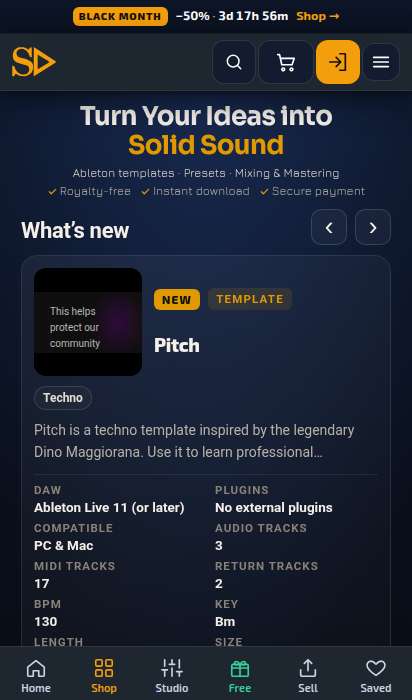 BLACK MONTH −50% · 3d 17h 56m Shop →
S
Turn Your Ideas into
Solid Sound
Ableton templates · Presets · Mixing & Mastering
✓ Royalty-free ✓ Instant download ✓ Secure payment
What's new
This helps
protect our
community
NEW TEMPLATE
Pitch
Techno
Pitch is a techno template inspired by the legendary
Dino Maggiorana. Use it to learn professional…
DAW PLUGINS
Ableton Live 11 (or later) No external plugins
COMPATIBLE AUDIO TRACKS
PC & Mac 3
MIDI TRACKS RETURN TRACKS
17 2
BPM KEY
130 Bm
LENGTH SIZE
Home Shop Studio Free Sell Saved